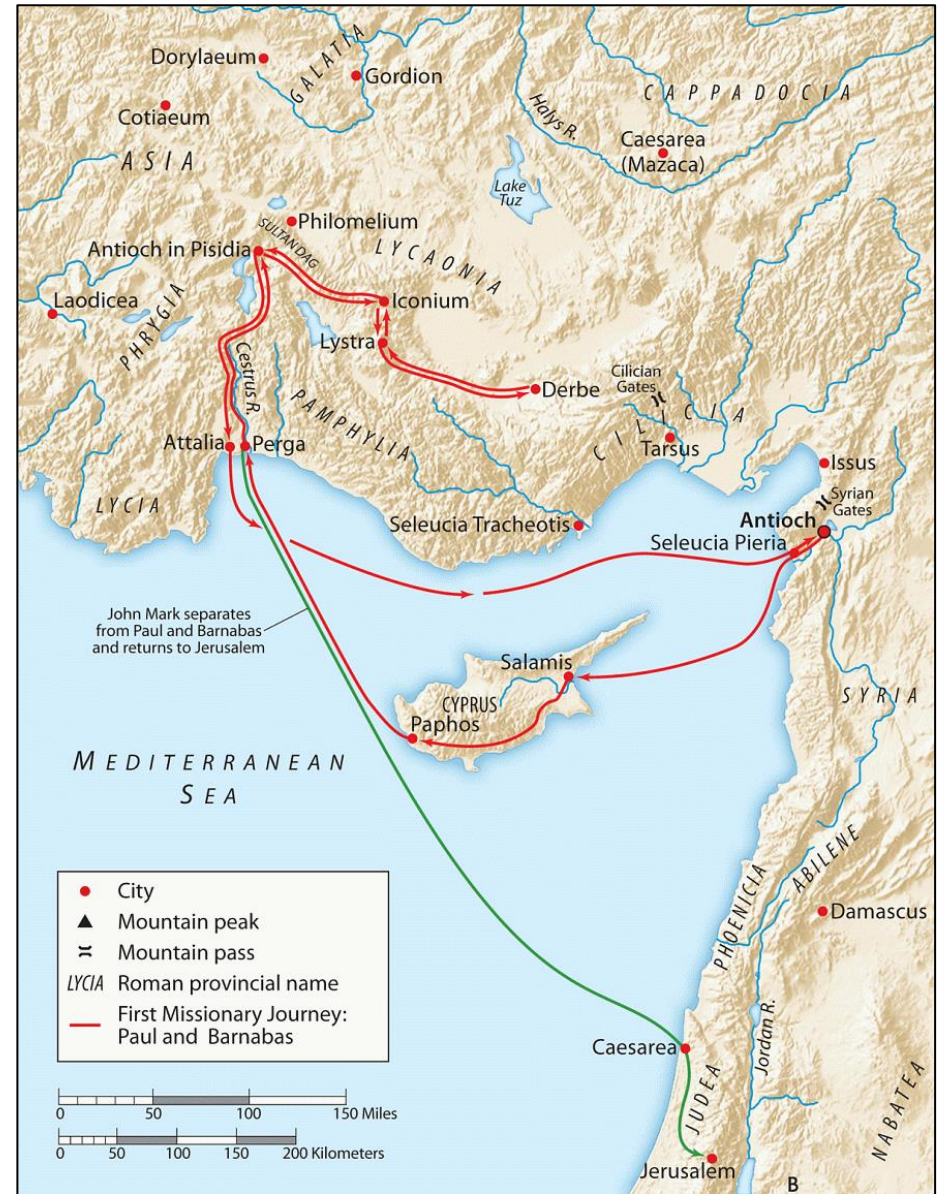 Dorylaeum
GALATIA
Gordion
CAPPADOCIA
Cotiaeum
Halys R.
Caesarea
(Mazaca)
ASIA
Lake
Tuz
Philomelium
SULTAN DAG
Antioch in Pisidia
LYCAONIA
Laodicea
PHRYGIA
Iconium
Lystra
Cestrus R.
Derbe
Cilician
Gates
PAMPHYLIA
CILICIA
Tarsus
Attalia
Perga
Issus
LYCIA
Syrian
Gates
Seleucia Tracheotis
Antioch
Seleucia Pieria
John Mark separates
from Paul and Barnabas
and returns to Jerusalem
Salamis
CYPRUS
Paphos
SYRIA
MEDITERRANEAN
SEA
ABILENE
PHOENICIA
Damascus
City
Mountain peak
Mountain pass
LYCIA Roman provincial name
First Missionary Journey:
Paul and Barnabas
Jordan R.
Caesarea
JUDEA
NABATEA
0 50 100 150 Miles
0 50 100 150 200 Kilometers
Jerusalem
B